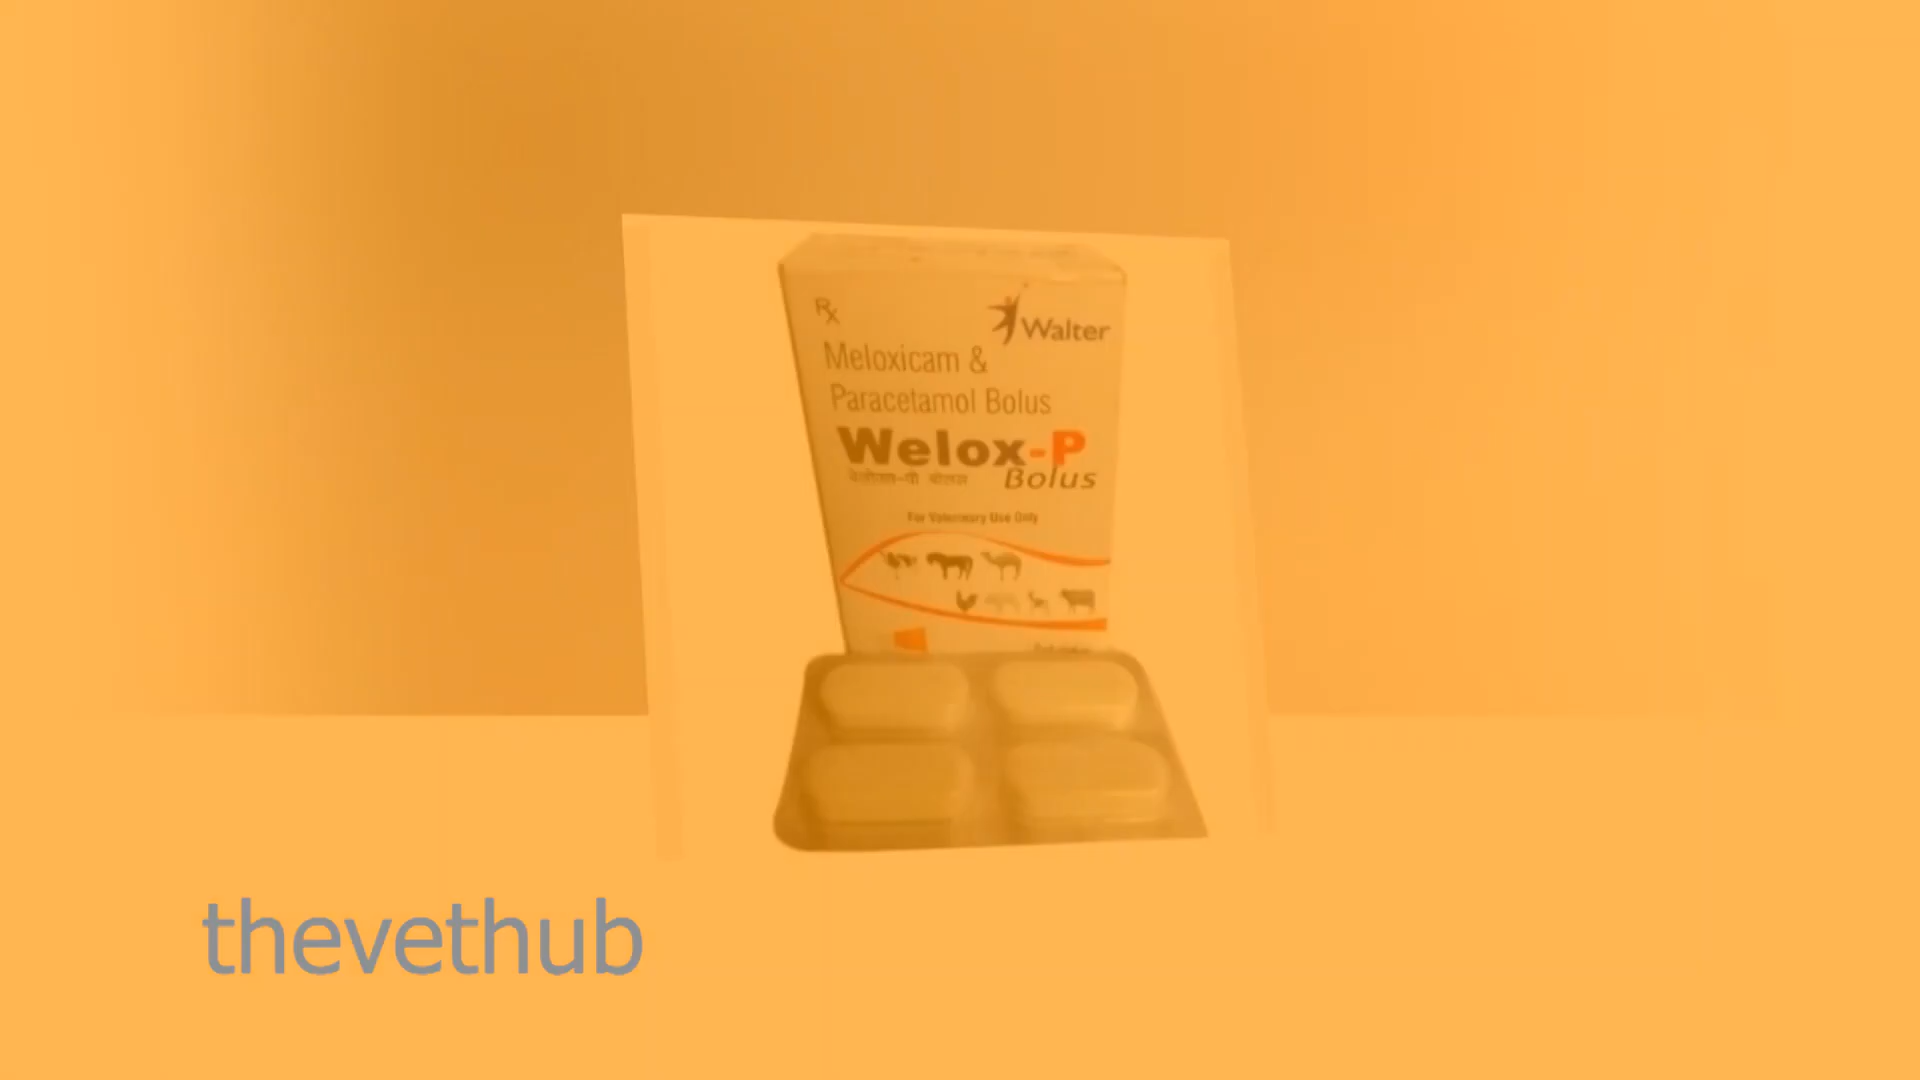 Rx
Walter
Meloxicam &
Paracetamol Bolus
Welox-P
Bolus
For Veterinary Use Only
thevethub